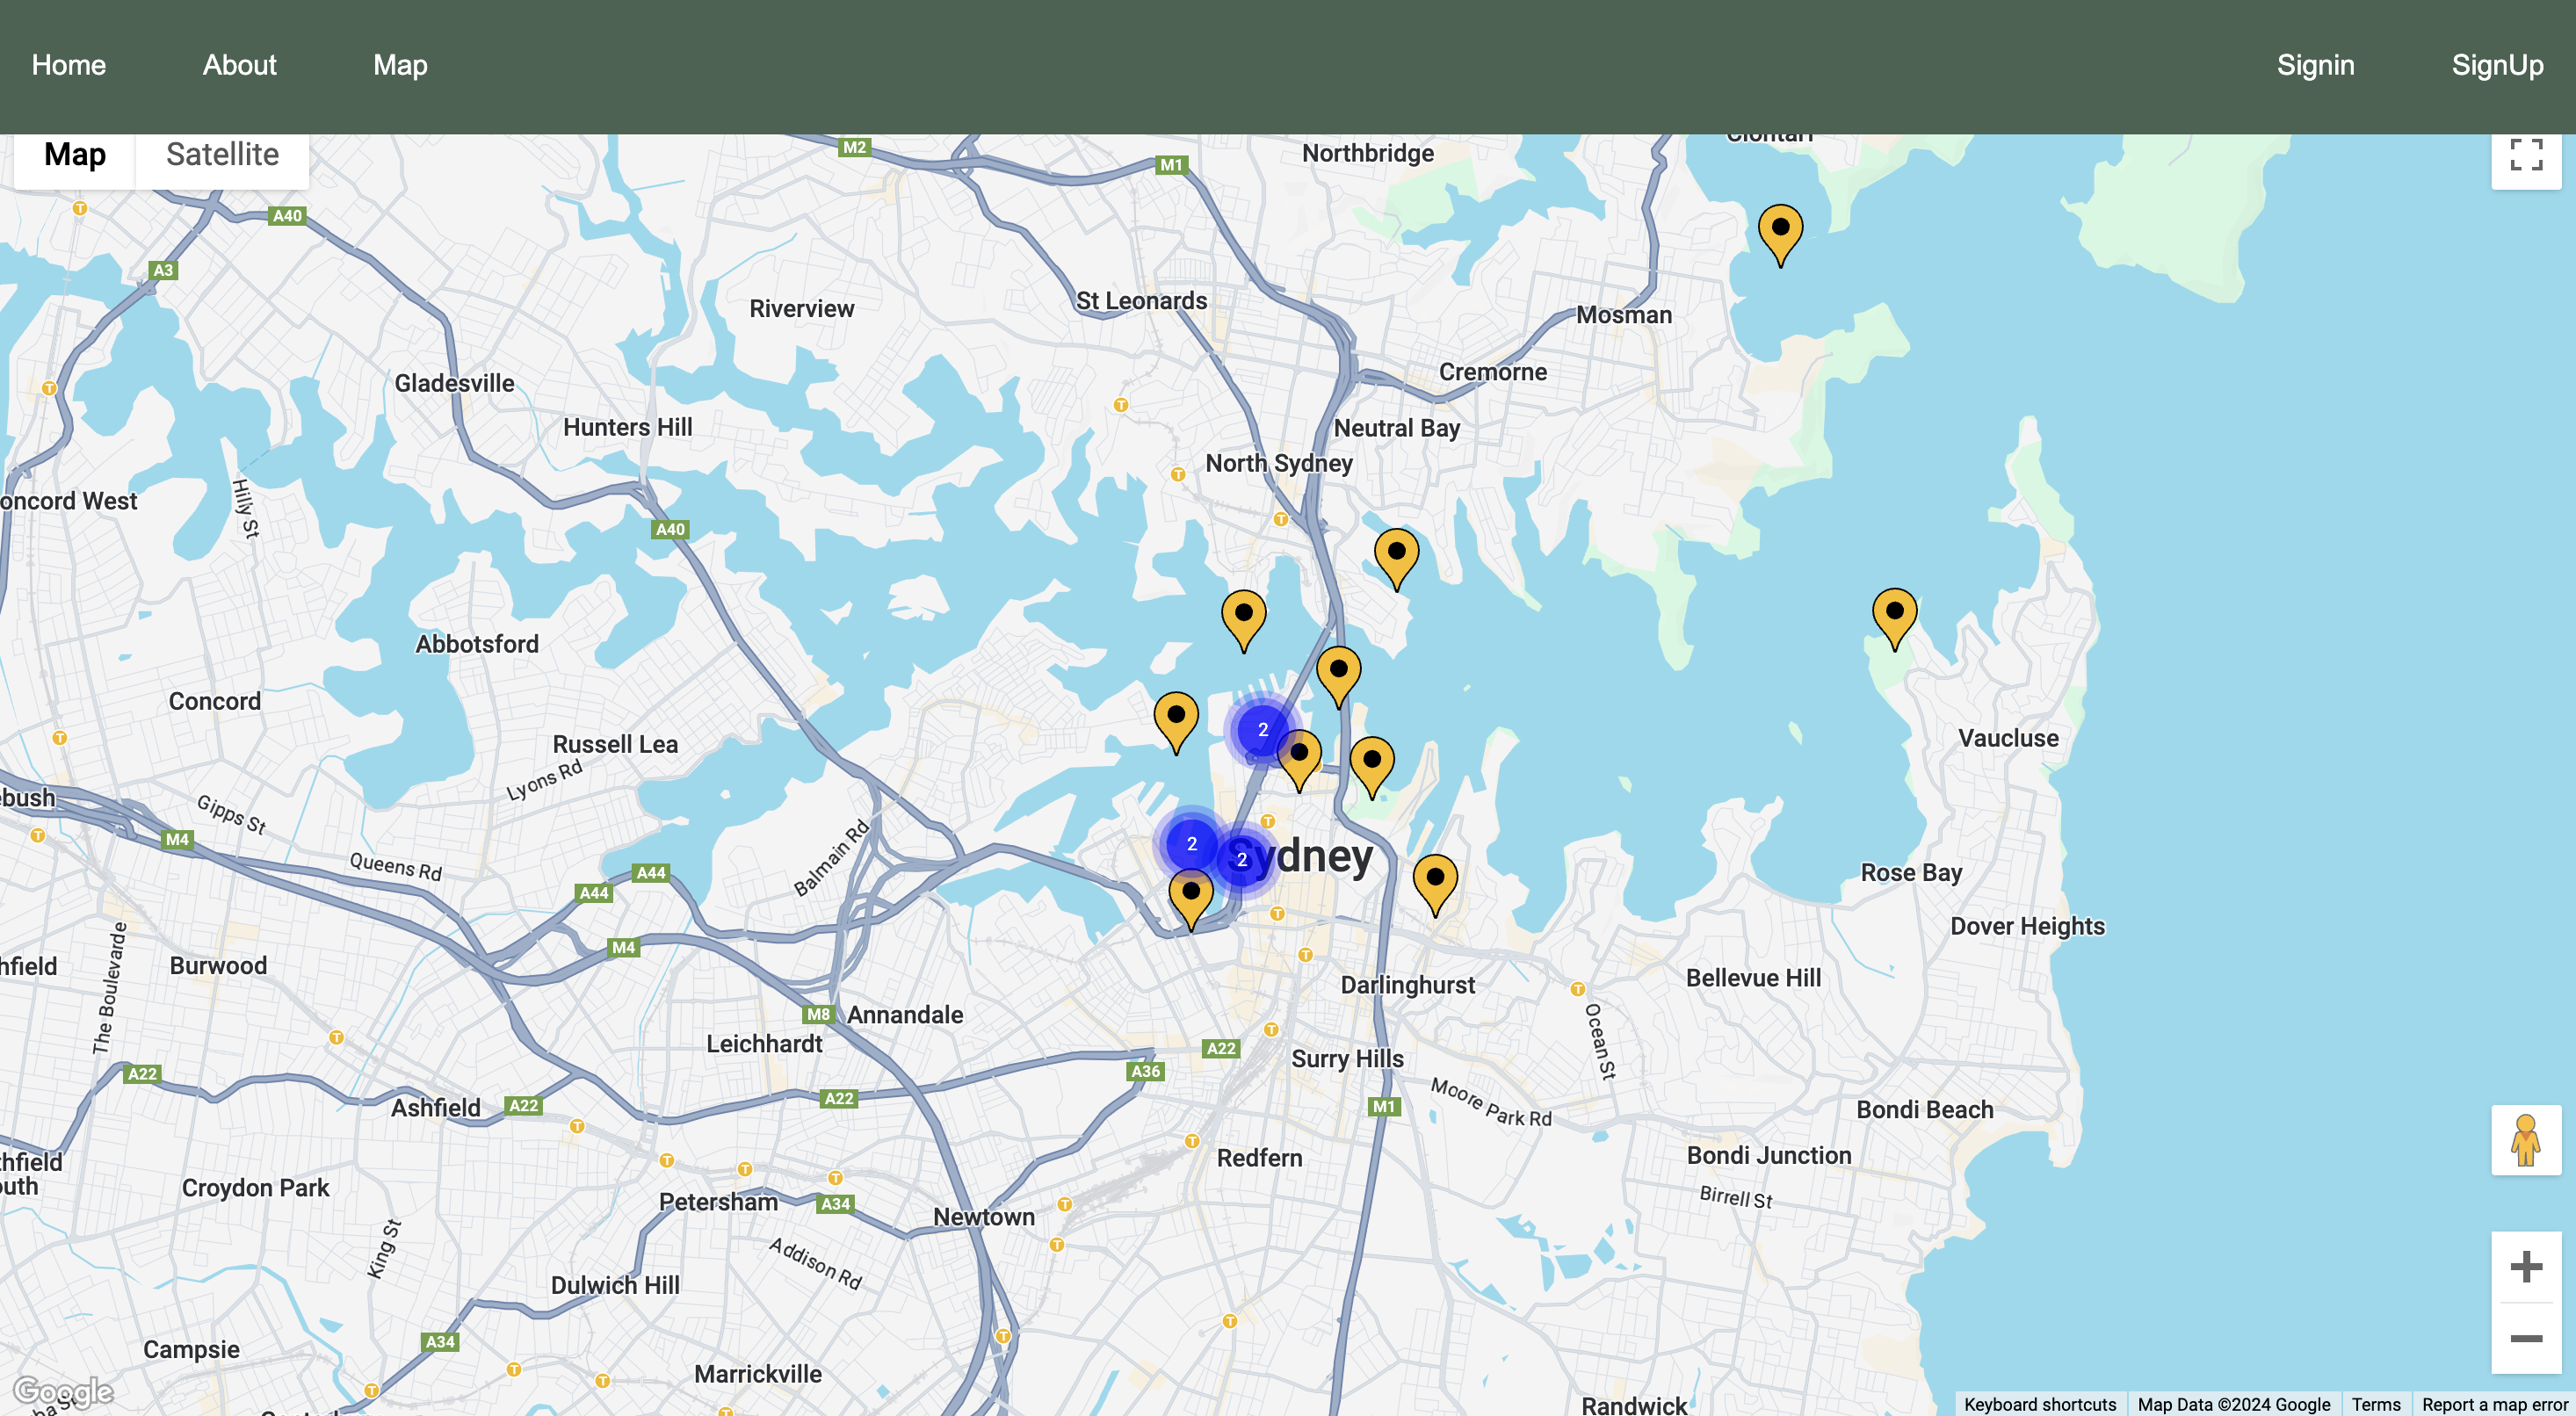 Home About Map Signin SignUp
Map Satellite
M2
M1
Northbridge
Clontarf
A40
A3
Riverview
St Leonards
Mosman
Cremorne
Gladesville
Hunters Hill
Neutral Bay
North Sydney
oncord West
Hilly St
A40
Abbotsford
Concord
Russell Lea
Lyons Rd
2
Vaucluse
ebush
Gipps St
M4
Queens Rd
Balmain Rd
2
2
Sydney
A44
A44
Rose Bay
Dover Heights
M4
hfield
Burwood
The Boulevarde
Darlinghurst
Bellevue Hill
M8
Annandale
Leichhardt
Ocean St
A22
Surry Hills
A36
A22
A22
A22
Ashfield
M1
Moore Park Rd
Bondi Beach
Bondi Junction
Birrell St
Redfern
hfield
outh
Croydon Park
Petersham
A34
Newtown
King St
Addison Rd
Dulwich Hill
A34
Campsie
Marrickville
Randwick
Google
Keyboard shortcuts Map Data ©2024 Google Terms Report a map error